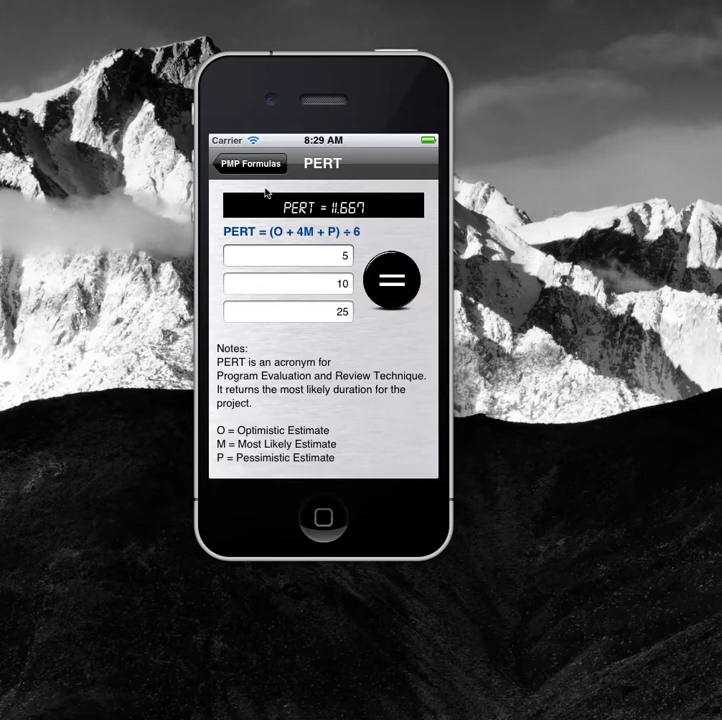 Carrier 8:29 AM
PMP Formulas PERT
PERT = 11.667
PERT = (O + 4M + P) ÷ 6
5
=
10
25
Notes:
PERT is an acronym for
Program Evaluation and Review Technique.
It returns the most likely duration for the
project.
O = Optimistic Estimate
M = Most Likely Estimate
P = Pessimistic Estimate